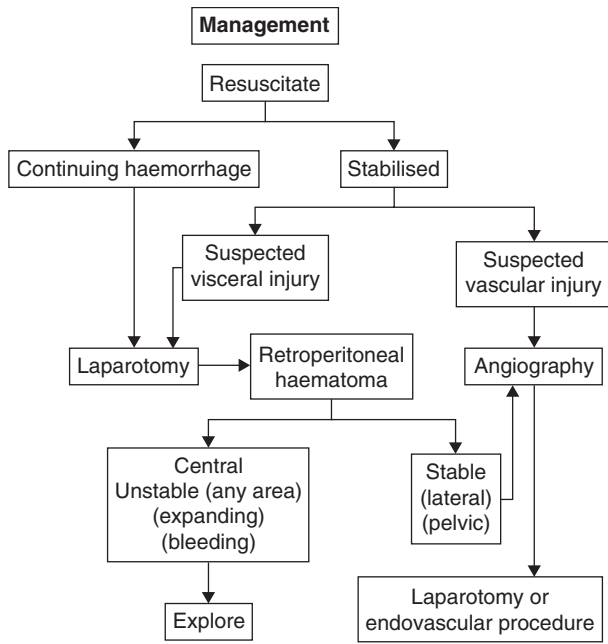 Management
Resuscitate
Continuing haemorrhage
Stabilised
Suspected
visceral injury
Suspected
vascular injury
Laparotomy
Retroperitoneal
haematoma
Angiography
Central
Unstable (any area)
(expanding)
(bleeding)
Stable
(lateral)
(pelvic)
Explore
Laparotomy or
endovascular procedure